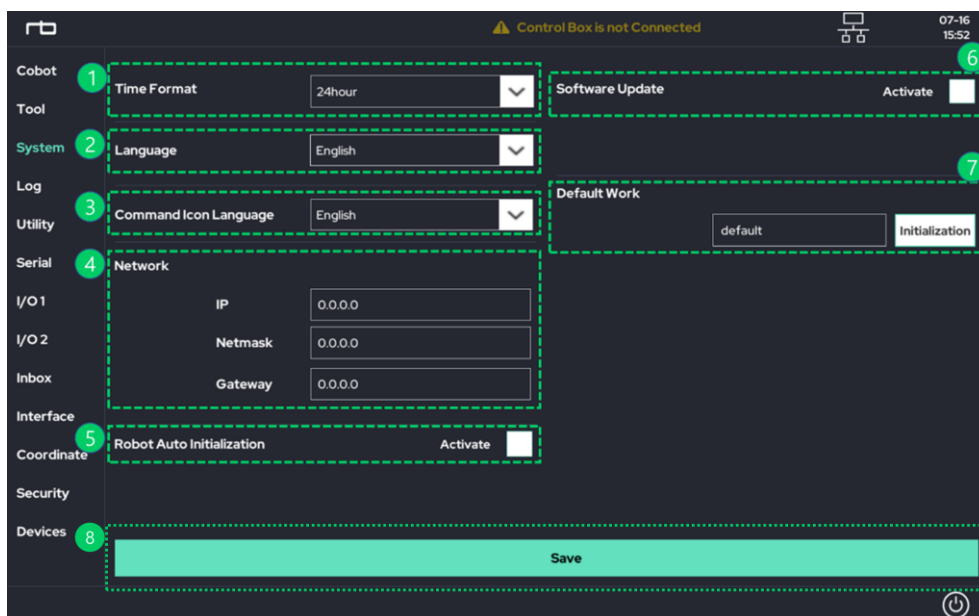 rb
Control Box is not Connected
07-16
15:52
Cobot
Tool
System
Log
Utility
Serial
I/O 1
I/O 2
Inbox
Interface
Coordinate
Security
Devices
1
Time Format
24hour
2
Language
English
3
Command Icon Language
English
4
Network
IP
0.0.0.0
Netmask
0.0.0.0
Gateway
0.0.0.0
5
Robot Auto Initialization
Activate
6
Software Update
Activate
7
Default Work
default
Initialization
8
Save